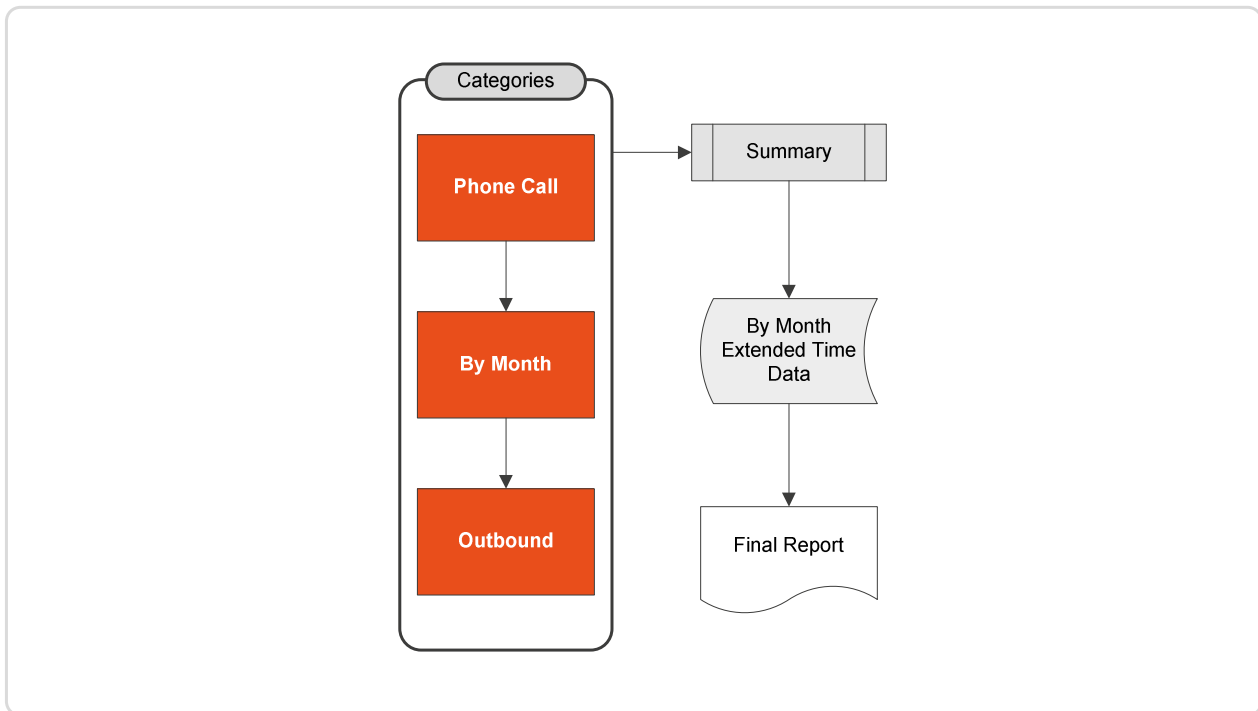 Categories
Phone Call
By Month
Outbound
Summary
By Month
Extended Time
Data
Final Report